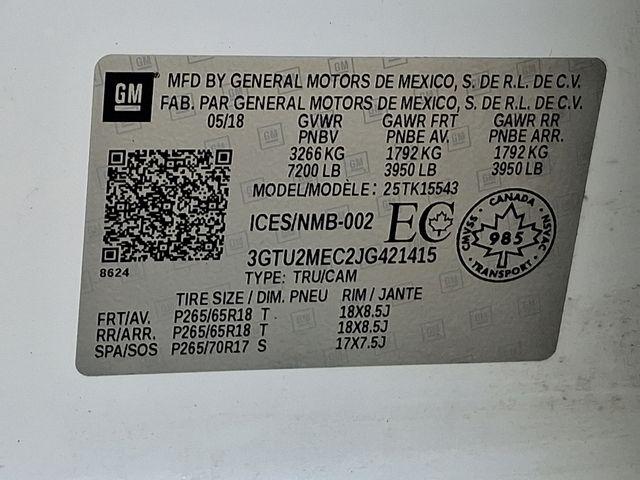 GM
MFD BY GENERAL MOTORS DE MEXICO, S. DE R.L. DE C.V.
FAB. PAR GENERAL MOTORS DE MEXICO, S. DE R.L. DE C.V.
05/18 GVWR GAWR FRT GAWR RR
PNBV PNBE AV. PNBE ARR.
3266 KG 1792 KG 1792 KG
7200 LB 3950 LB 3950 LB
MODEL/MODÈLE: 25TK15543
ICES/NMB-002 EC
CANADA
CMVSS 985 NSVAC
TRANSPORT
3GTU2MEC2JG421415
8624
TYPE: TRU/CAM
TIRE SIZE / DIM. PNEU RIM / JANTE
FRT/AV. P265/65R18 T 18X8.5J
RR/ARR. P265/65R18 T 18X8.5J
SPA/SOS P265/70R17 S 17X7.5J